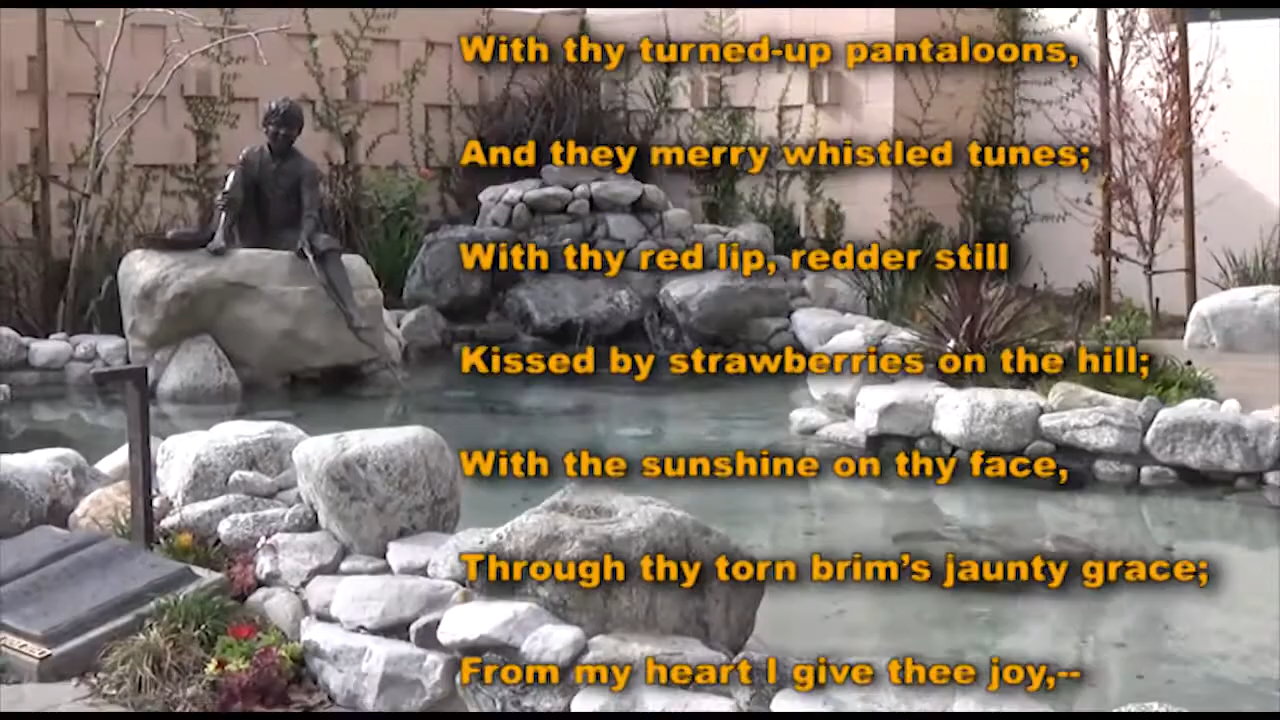 With thy turned-up pantaloons,
And they merry whistled tunes;
With thy red lip, redder still
Kissed by strawberries on the hill;
With the sunshine on thy face,
Through thy torn brim’s jaunty grace;
From my heart I give thee joy,--